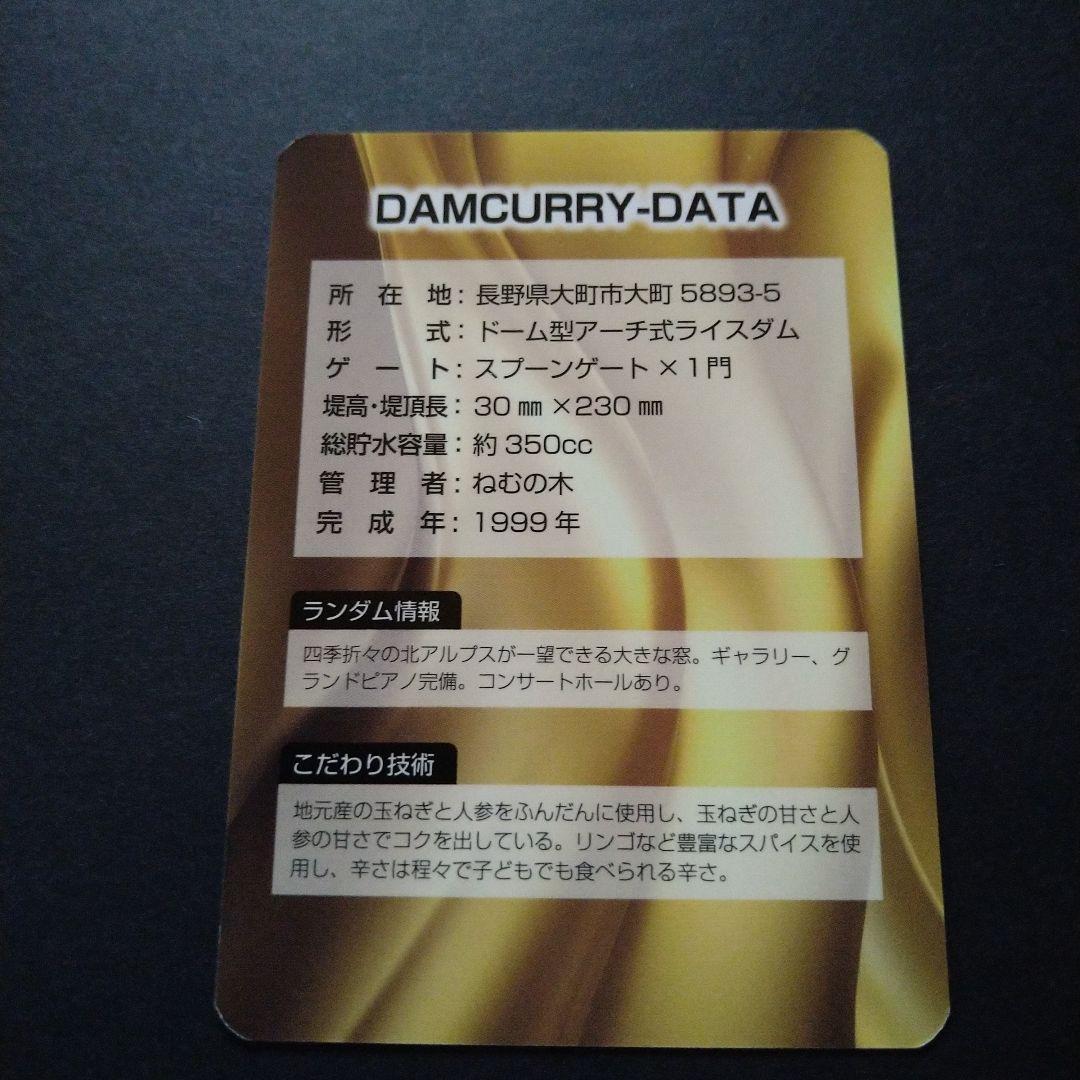 DAMCURRY-DATA
所在地：長野県大町市大町 5893-5
形式：ドーム型アーチ式ライスダム
ゲート：スプーンゲート × 1 門
堤高・堤頂長：30 ㎜ ×230 ㎜
総貯水容量：約 350cc
管理者：ねむの木
完成年：1999 年
ランダム情報
四季折々の北アルプスが一望できる大きな窓。ギャラリー、グ
ランドピアノ完備。コンサートホールあり。
こだわり技術
地元産の玉ねぎと人参をふんだんに使用し、玉ねぎの甘さと人
参の甘さでコクを出している。リンゴなど豊富なスパイスを使
用し、辛さは程々で子どもでも食べられる辛さ。